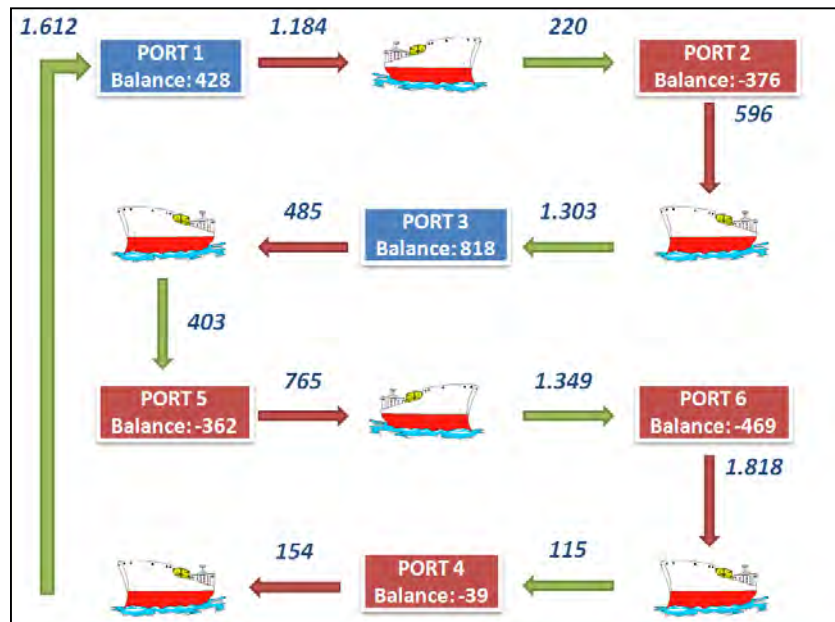 1.612
PORT 1
Balance: 428
1.184
220
PORT 2
Balance: -376
596
1.303
PORT 3
Balance: 818
485
403
PORT 5
Balance: -362
765
1.349
PORT 6
Balance: -469
1.818
115
PORT 4
Balance: -39
154